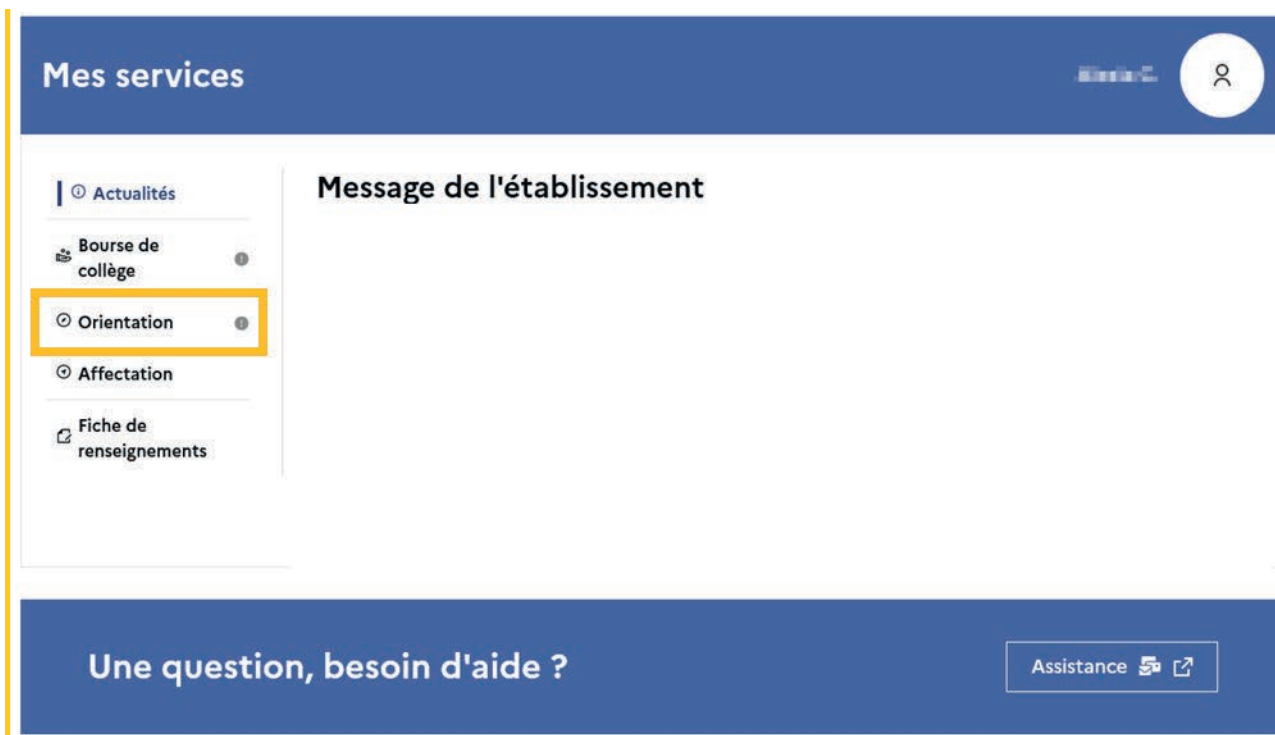 Mes services
Actualités
Message de l'établissement
Bourse de
collège
Orientation
Affectation
Fiche de
renseignements
Une question, besoin d'aide ?
Assistance